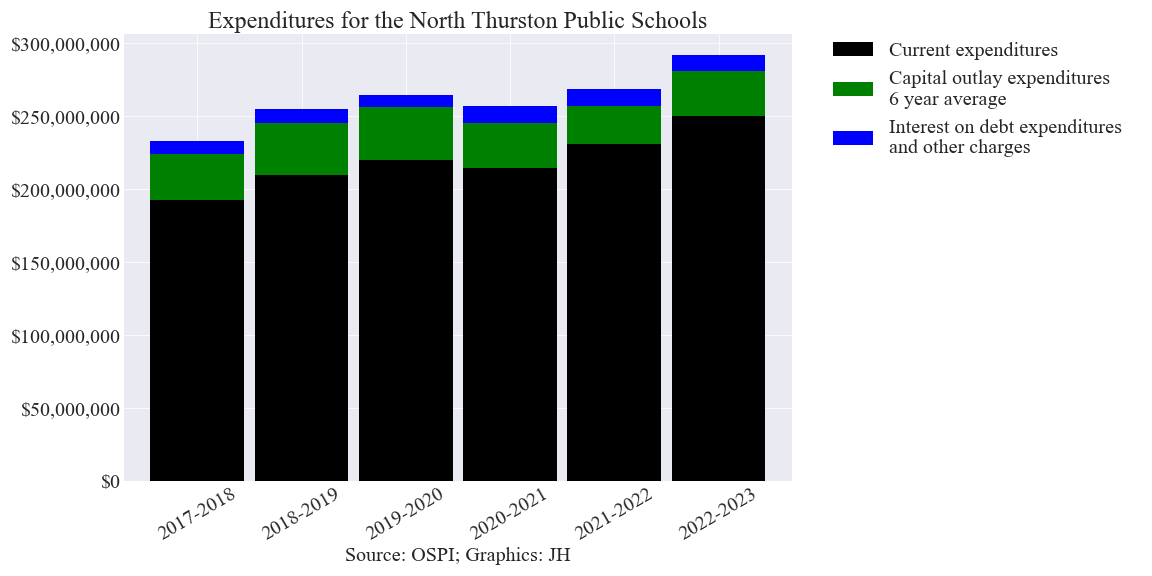 Expenditures for the North Thurston Public Schools
$300,000,000
$250,000,000
$200,000,000
$150,000,000
$100,000,000
$50,000,000
$0
2017-2018
2018-2019
2019-2020
2020-2021
2021-2022
2022-2023
Source: OSPI; Graphics: JH
Current expenditures
Capital outlay expenditures
6 year average
Interest on debt expenditures
and other charges